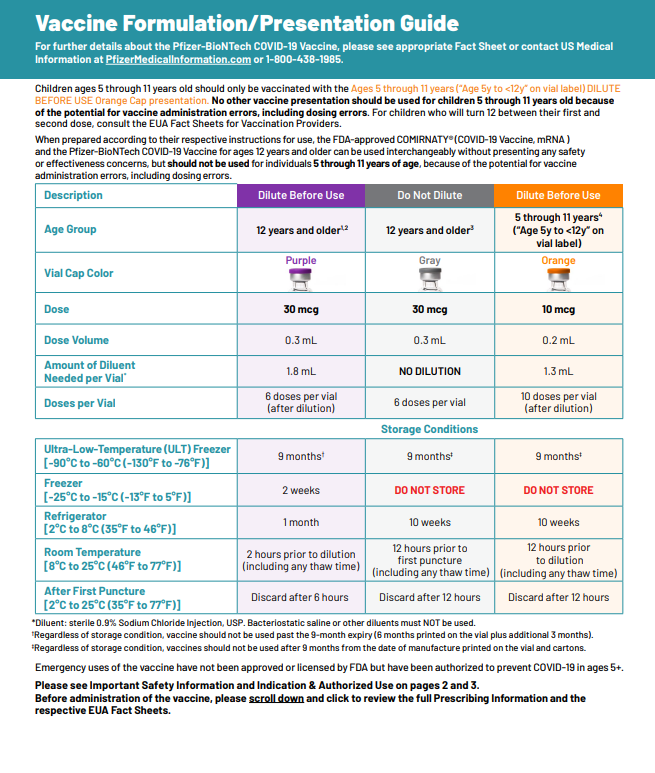 Vaccine Formulation/Presentation Guide
For further details about the Pfizer-BioNTech COVID-19 Vaccine, please see appropriate Fact Sheet or contact US Medical
Information at PfizerMedicalInformation.com or 1-800-438-1985.
Children ages 5 through 11 years old should only be vaccinated with the Ages 5 through 11 years ("Age 5y to <12y" on vial label) DILUTE
BEFORE USE Orange Cap presentation. No other vaccine presentation should be used for children 5 through 11 years old because
of the potential for vaccine administration errors, including dosing errors. For children who will turn 12 between their first and
second dose, consult the EUA Fact Sheets for Vaccination Providers.
When prepared according to their respective instructions for use, the FDA-approved COMIRNATY® (COVID-19 Vaccine, mRNA )
and the Pfizer-BioNTech COVID-19 Vaccine for ages 12 years and older can be used interchangeably without presenting any safety
or effectiveness concerns, but should not be used for individuals 5 through 11 years of age, because of the potential for vaccine
administration errors, including dosing errors.
Description Dilute Before Use Do Not Dilute Dilute Before Use
Age Group 12 years and older1,2 12 years and older3 5 through 11 years4
("Age 5y to <12y" on
vial label)
Vial Cap Color Purple Gray Orange
Dose 30 mcg 30 mcg 10 mcg
Dose Volume 0.3 mL 0.3 mL 0.2 mL
Amount of Diluent
Needed per Vial* 1.8 mL NO DILUTION 1.3 mL
Doses per Vial 6 doses per vial
(after dilution) 6 doses per vial 10 doses per vial
(after dilution)
Storage Conditions
Ultra-Low-Temperature (ULT) Freezer
[-90°C to -60°C (-130°F to -76°F)] 9 months† 9 months‡ 9 months‡
Freezer
[-25°C to -15°C (-13°F to 5°F)] 2 weeks DO NOT STORE DO NOT STORE
Refrigerator
[2°C to 8°C (35°F to 46°F)] 1 month 10 weeks 10 weeks
Room Temperature
[8°C to 25°C (46°F to 77°F)] 2 hours prior to dilution
(including any thaw time) 12 hours prior to
first puncture
(including any thaw time) 12 hours prior
to dilution
(including any thaw time)
After First Puncture
[2°C to 25°C (35°F to 77°F)] Discard after 6 hours Discard after 12 hours Discard after 12 hours
*Diluent: sterile 0.9% Sodium Chloride Injection, USP. Bacteriostatic saline or other diluents must NOT be used.
†Regardless of storage condition, vaccine should not be used past the 9-month expiry (6 months printed on the vial plus additional 3 months).
‡Regardless of storage condition, vaccines should not be used after 9 months from the date of manufacture printed on the vial and cartons.
Emergency uses of the vaccine have not been approved or licensed by FDA but have been authorized to prevent COVID-19 in ages 5+.
Please see Important Safety Information and Indication & Authorized Use on pages 2 and 3.
Before administration of the vaccine, please scroll down and click to review the full Prescribing Information and the
respective EUA Fact Sheets.